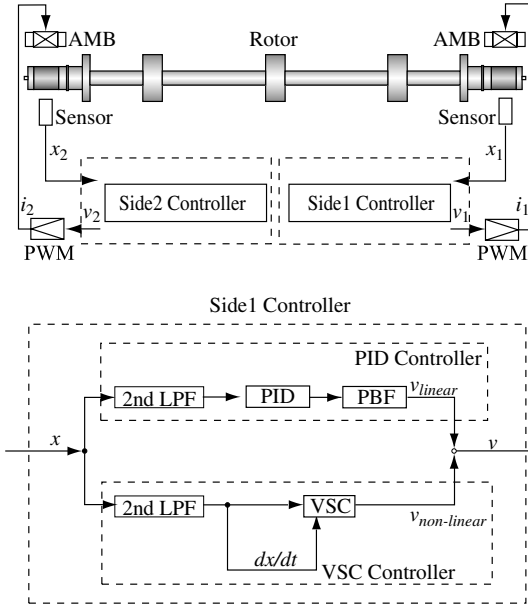 AMB Rotor AMB
Sensor Sensor
x2 x1
Side2 Controller Side1 Controller
i2 v2 v1 i1
PWM PWM
Side1 Controller
PID Controller
2nd LPF PID PBF vlinear
x v
2nd LPF VSC vnon-linear
dx/dt
VSC Controller